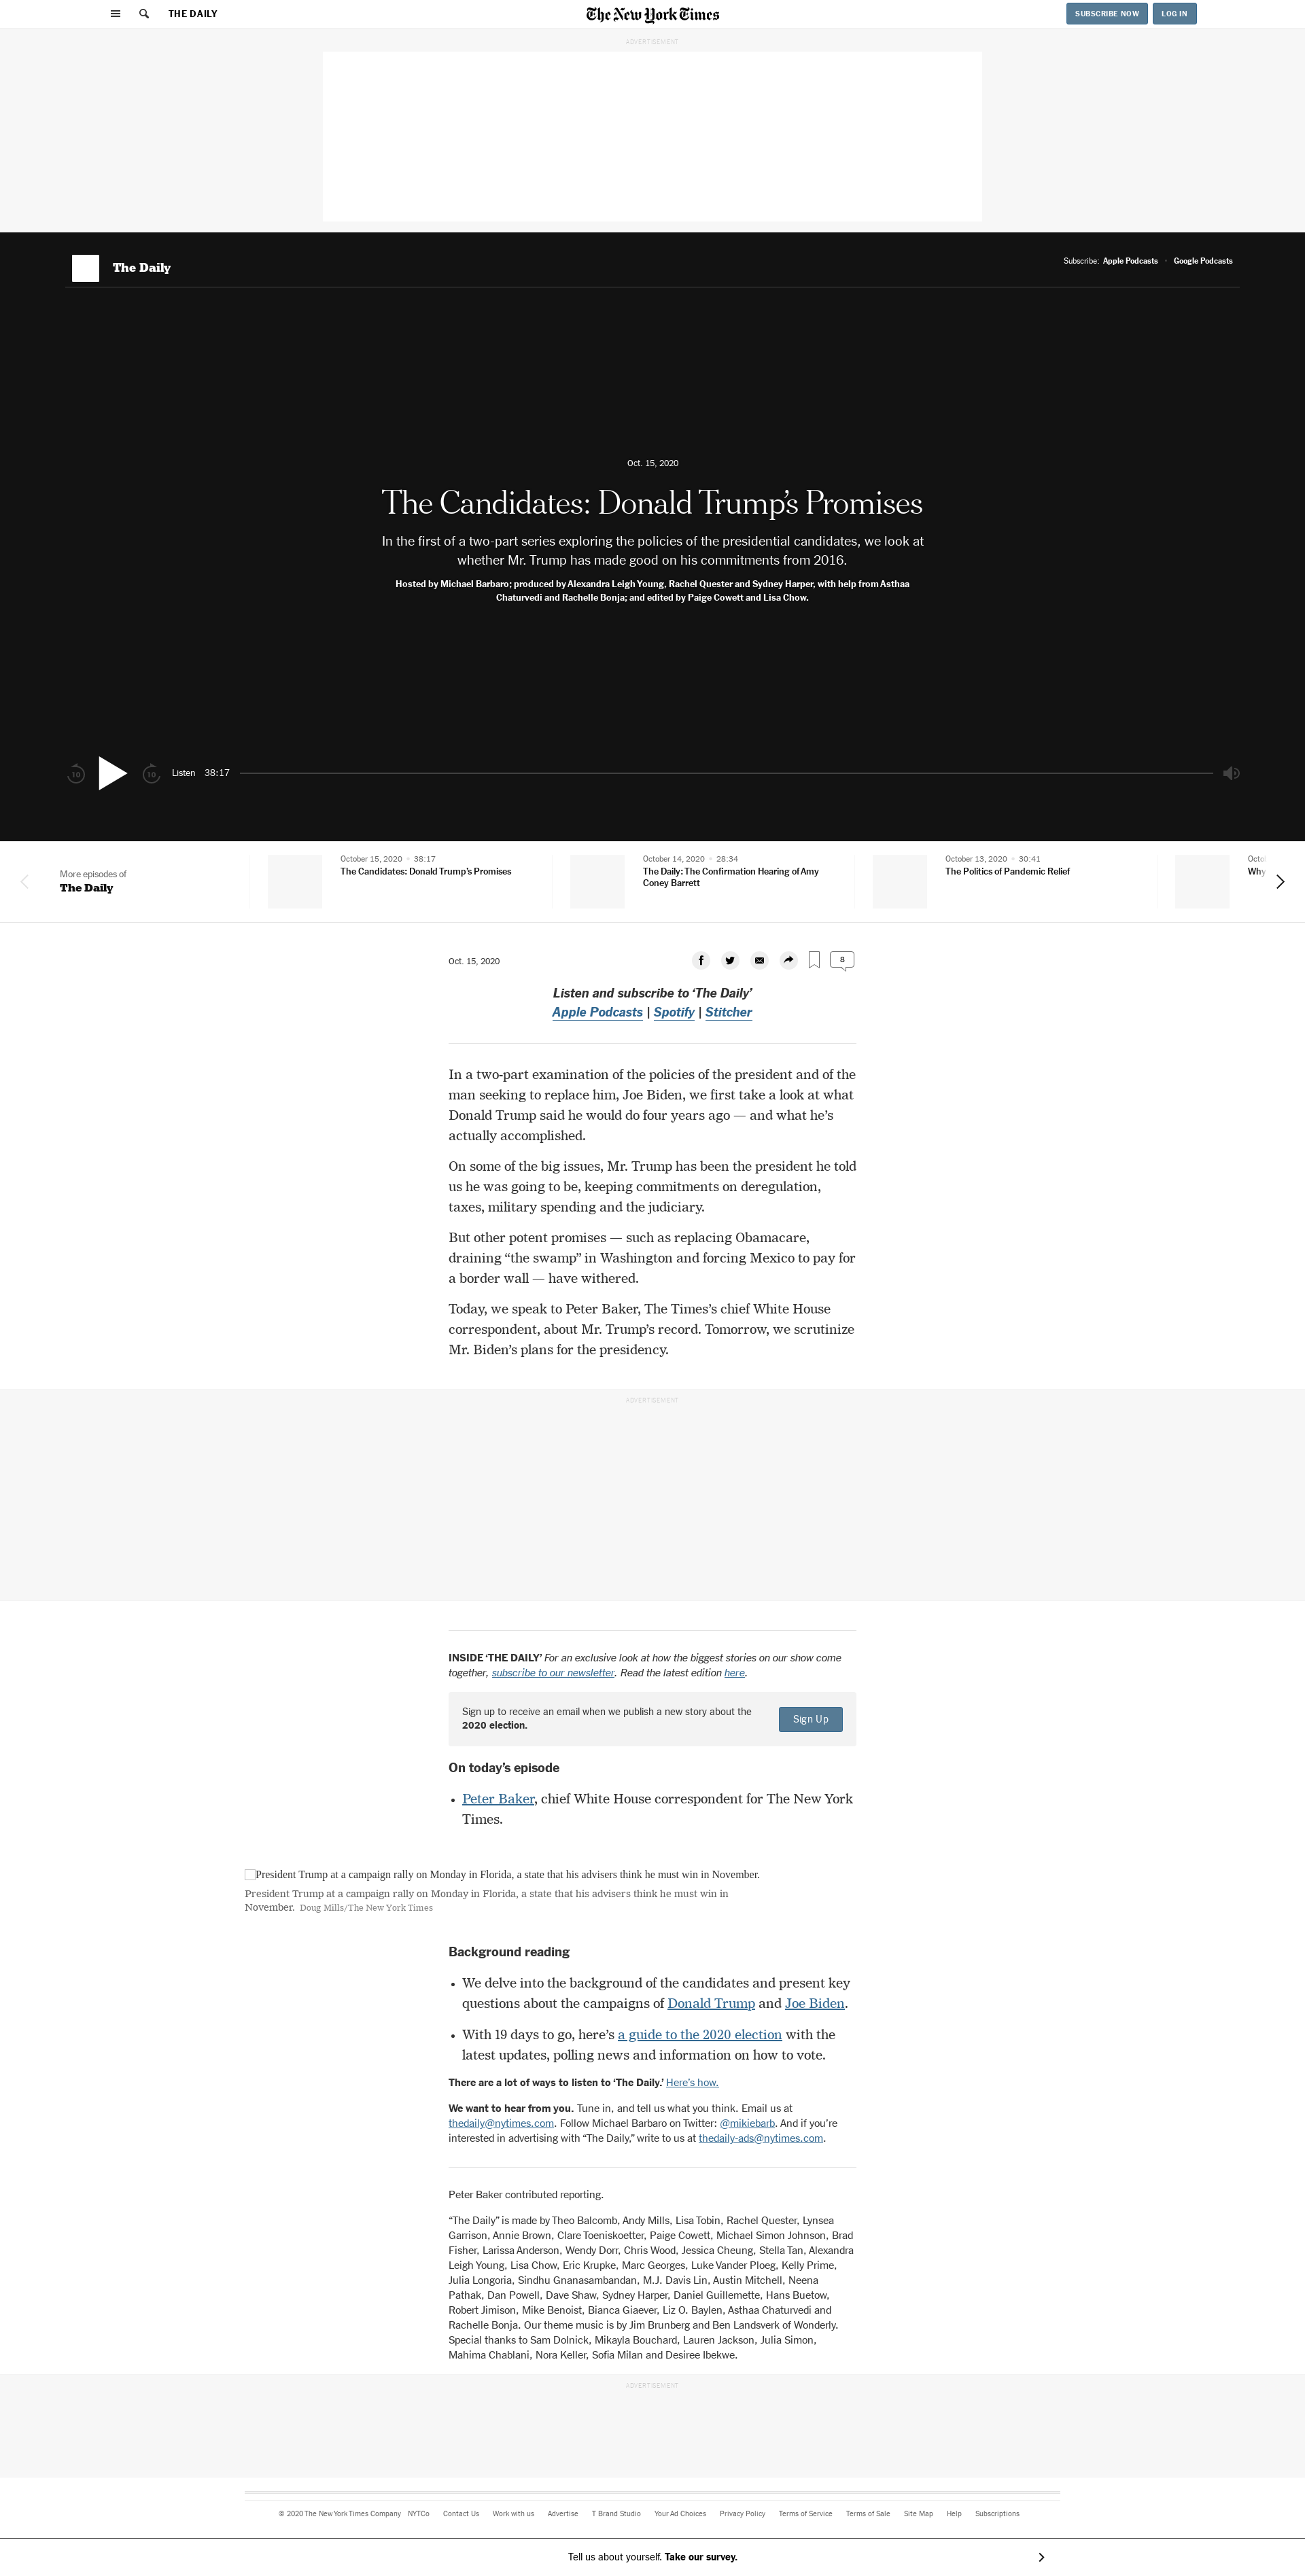 THE DAILY
The New York Times
SUBSCRIBE NOW
LOG IN
ADVERTISEMENT
The Daily
Subscribe: Apple Podcasts • Google Podcasts
Oct. 15, 2020
The Candidates: Donald Trump’s Promises
In the first of a two-part series exploring the policies of the presidential candidates, we look at
whether Mr. Trump has made good on his commitments from 2016.
Hosted by Michael Barbaro; produced by Alexandra Leigh Young, Rachel Quester and Sydney Harper, with help from Asthaa
Chaturvedi and Rachelle Bonja; and edited by Paige Cowett and Lisa Chow.
10
10
Listen 38:17
More episodes of
The Daily
October 15, 2020 • 38:17
The Candidates: Donald Trump’s Promises
October 14, 2020 • 28:34
The Daily: The Confirmation Hearing of Amy
Coney Barrett
October 13, 2020 • 30:41
The Politics of Pandemic Relief
Octo
Why
Oct. 15, 2020
8
Listen and subscribe to ‘The Daily’
Apple Podcasts | Spotify | Stitcher
In a two-part examination of the policies of the president and of the
man seeking to replace him, Joe Biden, we first take a look at what
Donald Trump said he would do four years ago — and what he’s
actually accomplished.
On some of the big issues, Mr. Trump has been the president he told
us he was going to be, keeping commitments on deregulation,
taxes, military spending and the judiciary.
But other potent promises — such as replacing Obamacare,
draining “the swamp” in Washington and forcing Mexico to pay for
a border wall — have withered.
Today, we speak to Peter Baker, The Times’s chief White House
correspondent, about Mr. Trump’s record. Tomorrow, we scrutinize
Mr. Biden’s plans for the presidency.
ADVERTISEMENT
INSIDE ‘THE DAILY’ For an exclusive look at how the biggest stories on our show come
together, subscribe to our newsletter. Read the latest edition here.
Sign up to receive an email when we publish a new story about the
2020 election.
Sign Up
On today’s episode
• Peter Baker, chief White House correspondent for The New York
Times.
President Trump at a campaign rally on Monday in Florida, a state that his advisers think he must win in November.
President Trump at a campaign rally on Monday in Florida, a state that his advisers think he must win in
November. Doug Mills/The New York Times
Background reading
• We delve into the background of the candidates and present key
questions about the campaigns of Donald Trump and Joe Biden.
• With 19 days to go, here’s a guide to the 2020 election with the
latest updates, polling news and information on how to vote.
There are a lot of ways to listen to ‘The Daily.’ Here’s how.
We want to hear from you. Tune in, and tell us what you think. Email us at
thedaily@nytimes.com. Follow Michael Barbaro on Twitter: @mikiebarb. And if you’re
interested in advertising with “The Daily,” write to us at thedaily-ads@nytimes.com.
Peter Baker contributed reporting.
“The Daily” is made by Theo Balcomb, Andy Mills, Lisa Tobin, Rachel Quester, Lynsea
Garrison, Annie Brown, Clare Toeniskoetter, Paige Cowett, Michael Simon Johnson, Brad
Fisher, Larissa Anderson, Wendy Dorr, Chris Wood, Jessica Cheung, Stella Tan, Alexandra
Leigh Young, Lisa Chow, Eric Krupke, Marc Georges, Luke Vander Ploeg, Kelly Prime,
Julia Longoria, Sindhu Gnanasambandan, M.J. Davis Lin, Austin Mitchell, Neena
Pathak, Dan Powell, Dave Shaw, Sydney Harper, Daniel Guillemette, Hans Buetow,
Robert Jimison, Mike Benoist, Bianca Giaever, Liz O. Baylen, Asthaa Chaturvedi and
Rachelle Bonja. Our theme music is by Jim Brunberg and Ben Landsverk of Wonderly.
Special thanks to Sam Dolnick, Mikayla Bouchard, Lauren Jackson, Julia Simon,
Mahima Chablani, Nora Keller, Sofia Milan and Desiree Ibekwe.
ADVERTISEMENT
© 2020 The New York Times Company NYTCo Contact Us Work with us Advertise T Brand Studio Your Ad Choices Privacy Policy Terms of Service Terms of Sale Site Map Help Subscriptions
Tell us about yourself. Take our survey.